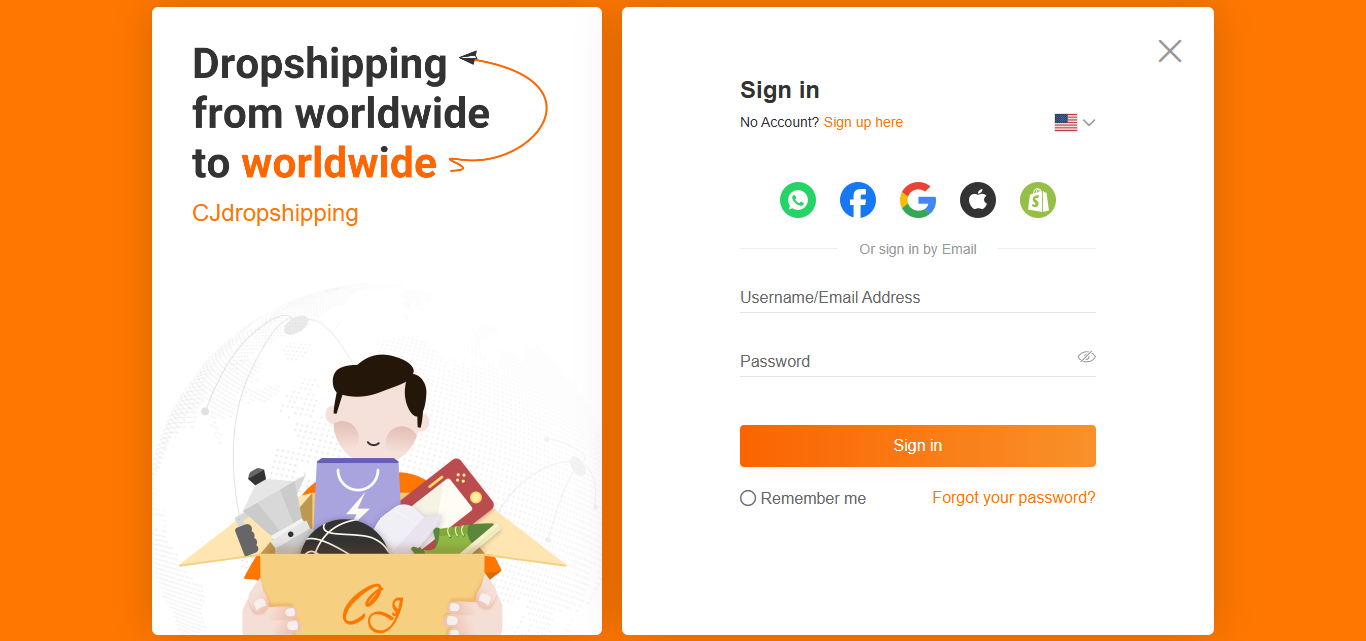 Dropshipping
from worldwide
to worldwide
CJdropshipping
CJ
Sign in
No Account? Sign up here
Or sign in by Email
Username/Email Address
Password
Sign in
Remember me
Forgot your password?